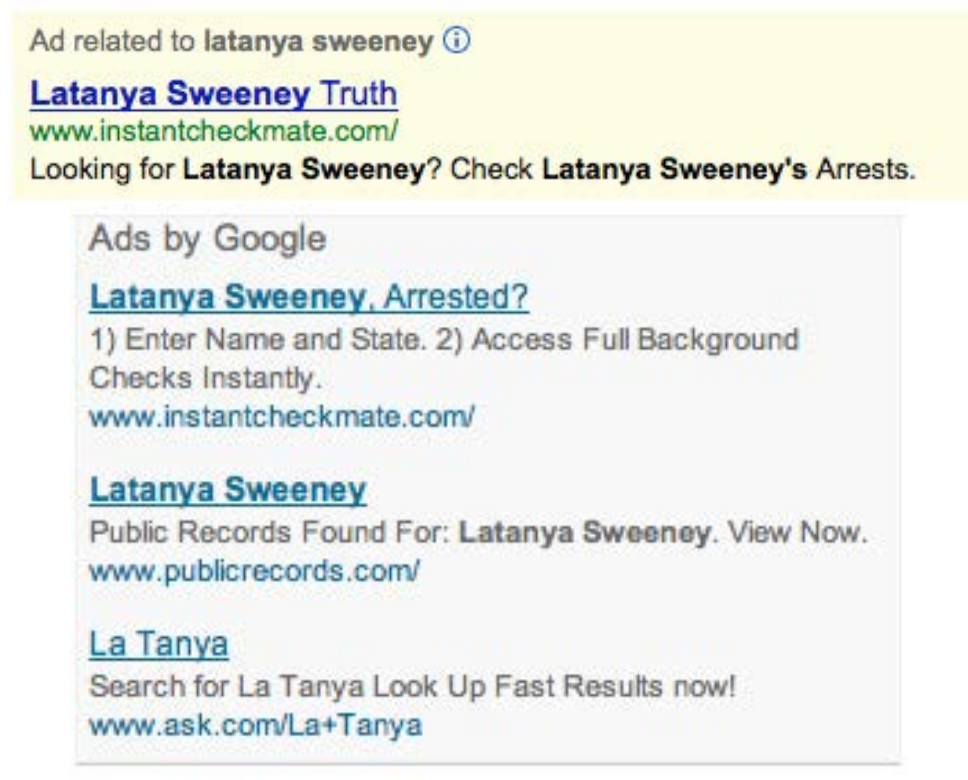 Ad related to latanya sweeney ⓘ
Latanya Sweeney Truth
www.instantcheckmate.com/
Looking for Latanya Sweeney? Check Latanya Sweeney's Arrests.
Ads by Google
Latanya Sweeney, Arrested?
1) Enter Name and State. 2) Access Full Background
Checks Instantly.
www.instantcheckmate.com/
Latanya Sweeney
Public Records Found For: Latanya Sweeney. View Now.
www.publicrecords.com/
La Tanya
Search for La Tanya Look Up Fast Results now!
www.ask.com/La+Tanya